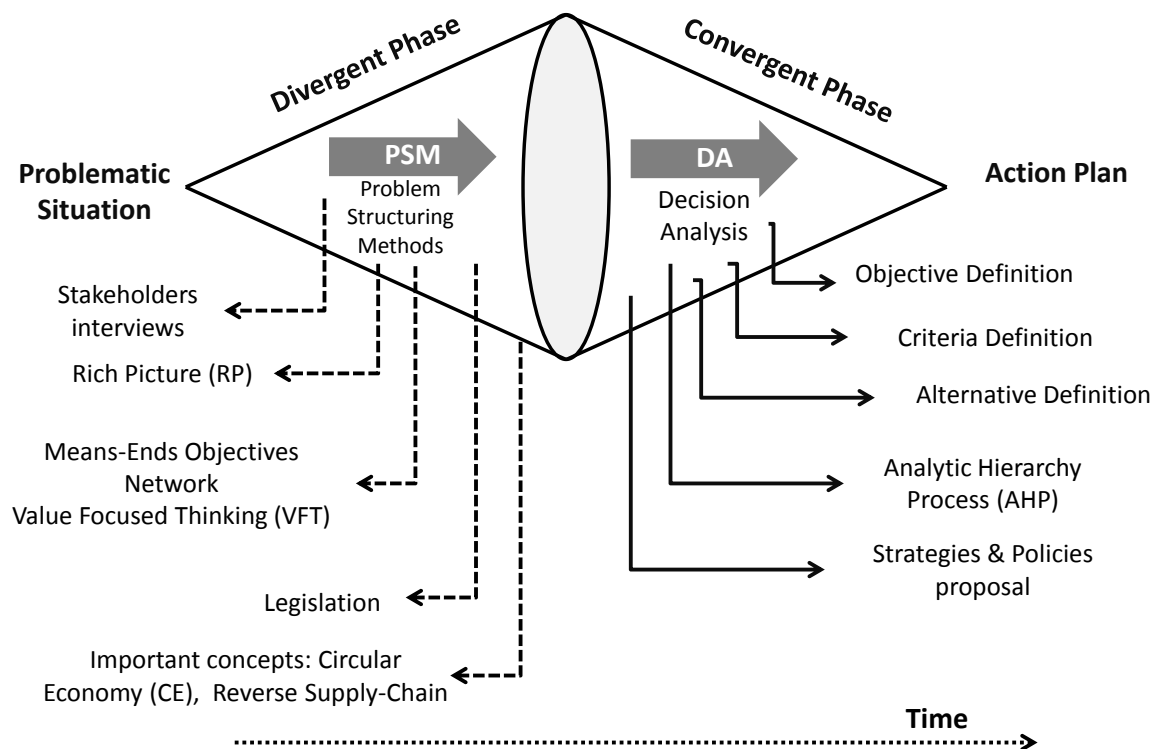 Divergent Phase
Convergent Phase
Problematic
Situation
PSM
Problem
Structuring
Methods
DA
Decision
Analysis
Action Plan
Stakeholders
interviews
Rich Picture (RP)
Means-Ends Objectives
Network
Value Focused Thinking (VFT)
Legislation
Important concepts: Circular
Economy (CE), Reverse Supply-Chain
Objective Definition
Criteria Definition
Alternative Definition
Analytic Hierarchy
Process (AHP)
Strategies & Policies
proposal
Time